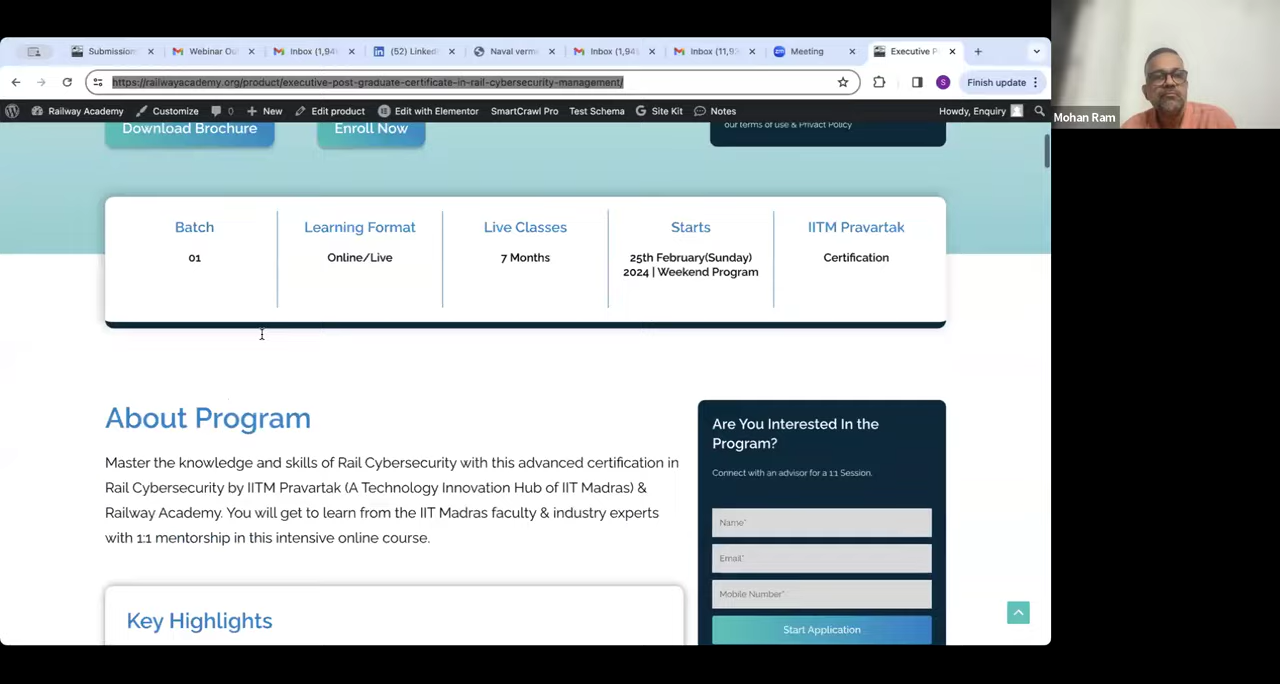 Submission
Webinar Ou
Inbox (1,94
(52) Linked
Naval verm
Inbox (1,94
Inbox (11,9
Meeting
Executive P
https://railwayacademy.org/product/executive-post-graduate-certificate-in-rail-cybersecurity-management/
S
Finish update
Railway Academy
Customize
0
New
Edit product
Edit with Elementor
SmartCrawl Pro
Test Schema
Site Kit
Notes
Howdy, Enquiry
Mohan Ram
Download Brochure
Enroll Now
our terms of use & Privacy Policy
Batch
01
Learning Format
Online/Live
Live Classes
7 Months
Starts
25th February(Sunday)
2024 | Weekend Program
IITM Pravartak
Certification
About Program
Master the knowledge and skills of Rail Cybersecurity with this advanced certification in
Rail Cybersecurity by IITM Pravartak (A Technology Innovation Hub of IIT Madras) &
Railway Academy. You will get to learn from the IIT Madras faculty & industry experts
with 1:1 mentorship in this intensive online course.
Key Highlights
Are You Interested In the
Program?
Connect with an advisor for a 1:1 Session.
Name*
Email*
Mobile Number*
Start Application